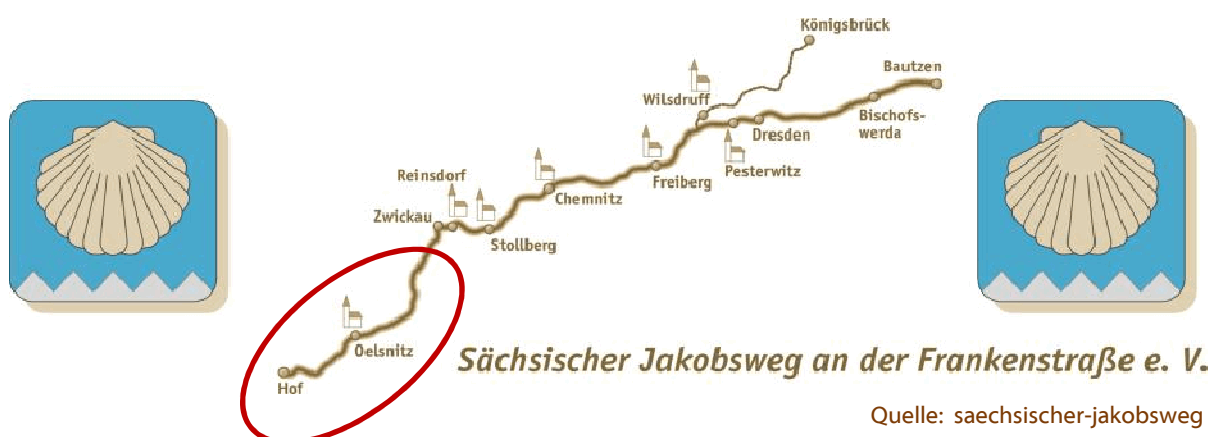 Königsbrück
Bautzen
Wilsdruff
Bischofs-
werda
Dresden
Pesterwitz
Freiberg
Reinsdorf
Chemnitz
Zwickau
Stollberg
Oelsnitz
Hof
Sächsischer Jakobsweg an der Frankenstraße e. V.
Quelle: saechsischer-jakobsweg